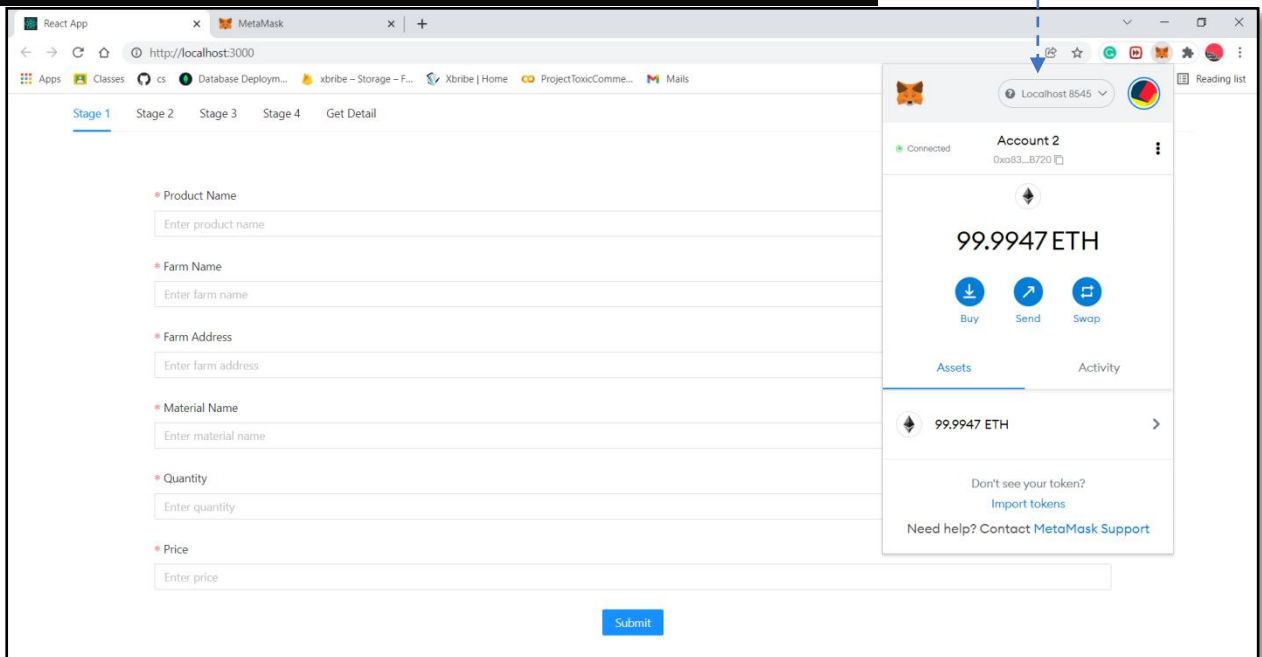 React App
MetaMask
http://localhost:3000
Apps Classes cs Database Deploym... xbribe – Storage – F... Xbribe | Home CO ProjectToxicComme... Mails Reading list
Stage 1 Stage 2 Stage 3 Stage 4 Get Detail
* Product Name
Enter product name
* Farm Name
Enter farm name
* Farm Address
Enter farm address
* Material Name
Enter material name
* Quantity
Enter quantity
* Price
Enter price
Submit
Localhost 8545
Connected
Account 2
0xa83...B720
99.9947 ETH
Buy Send Swap
Assets Activity
99.9947 ETH
Don't see your token?
Import tokens
Need help? Contact MetaMask Support